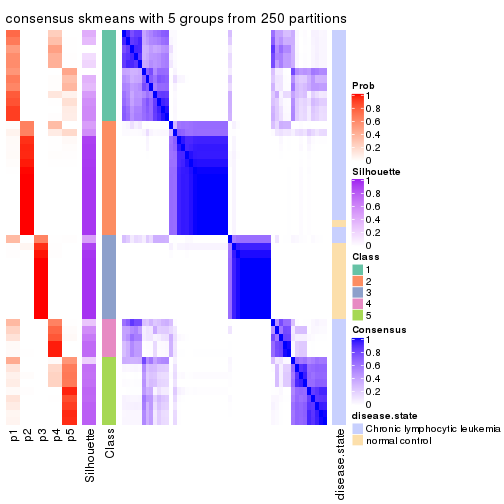 consensus skmeans with 5 groups from 250 partitions
Prob
1
0.8
0.6
0.4
0.2
0
Silhouette
1
0.8
0.6
0.4
0.2
0
Class
1
2
3
4
5
Consensus
1
0.8
0.6
0.4
0.2
0
disease.state
Chronic lymphocytic leukemia
normal control
p1
p2
p3
p4
p5
Silhouette
Class
disease.state